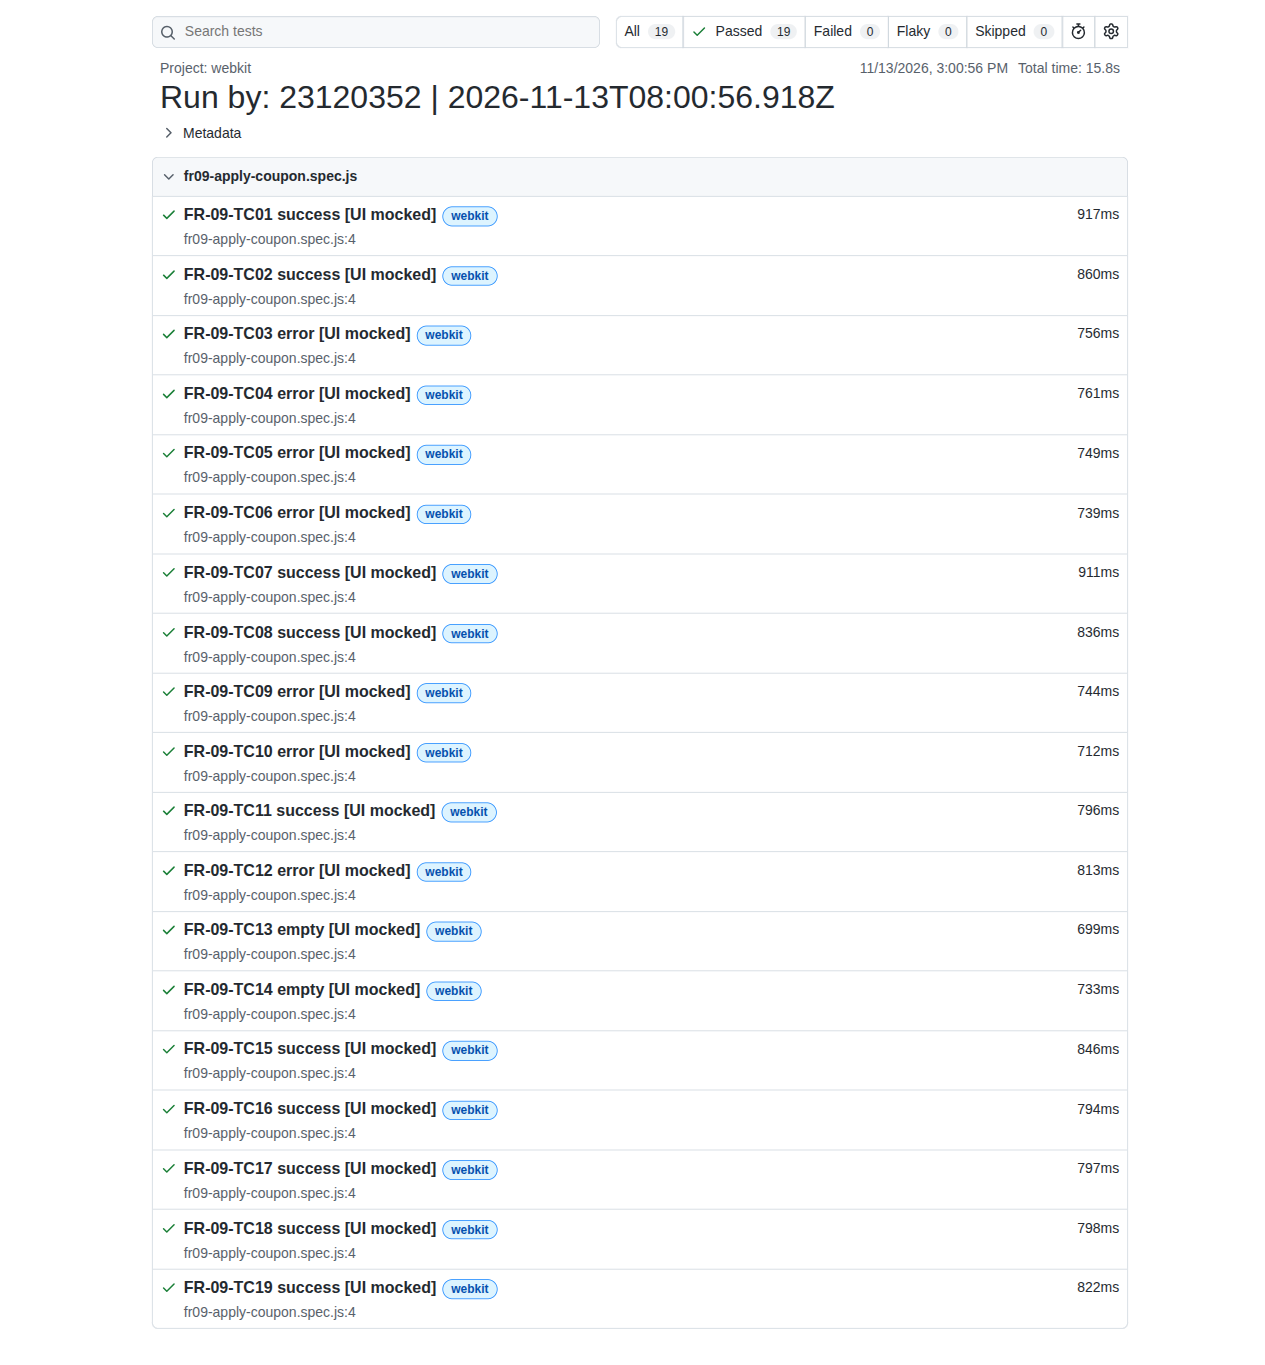 Search tests
All 19 Passed 19 Failed 0 Flaky 0 Skipped 0
Project: webkit 11/13/2026, 3:00:56 PM Total time: 15.8s
Run by: 23120352 | 2026-11-13T08:00:56.918Z
Metadata
fr09-apply-coupon.spec.js
FR-09-TC01 success [UI mocked] webkit 917ms
fr09-apply-coupon.spec.js:4
FR-09-TC02 success [UI mocked] webkit 860ms
fr09-apply-coupon.spec.js:4
FR-09-TC03 error [UI mocked] webkit 756ms
fr09-apply-coupon.spec.js:4
FR-09-TC04 error [UI mocked] webkit 761ms
fr09-apply-coupon.spec.js:4
FR-09-TC05 error [UI mocked] webkit 749ms
fr09-apply-coupon.spec.js:4
FR-09-TC06 error [UI mocked] webkit 739ms
fr09-apply-coupon.spec.js:4
FR-09-TC07 success [UI mocked] webkit 911ms
fr09-apply-coupon.spec.js:4
FR-09-TC08 success [UI mocked] webkit 836ms
fr09-apply-coupon.spec.js:4
FR-09-TC09 error [UI mocked] webkit 744ms
fr09-apply-coupon.spec.js:4
FR-09-TC10 error [UI mocked] webkit 712ms
fr09-apply-coupon.spec.js:4
FR-09-TC11 success [UI mocked] webkit 796ms
fr09-apply-coupon.spec.js:4
FR-09-TC12 error [UI mocked] webkit 813ms
fr09-apply-coupon.spec.js:4
FR-09-TC13 empty [UI mocked] webkit 699ms
fr09-apply-coupon.spec.js:4
FR-09-TC14 empty [UI mocked] webkit 733ms
fr09-apply-coupon.spec.js:4
FR-09-TC15 success [UI mocked] webkit 846ms
fr09-apply-coupon.spec.js:4
FR-09-TC16 success [UI mocked] webkit 794ms
fr09-apply-coupon.spec.js:4
FR-09-TC17 success [UI mocked] webkit 797ms
fr09-apply-coupon.spec.js:4
FR-09-TC18 success [UI mocked] webkit 798ms
fr09-apply-coupon.spec.js:4
FR-09-TC19 success [UI mocked] webkit 822ms
fr09-apply-coupon.spec.js:4